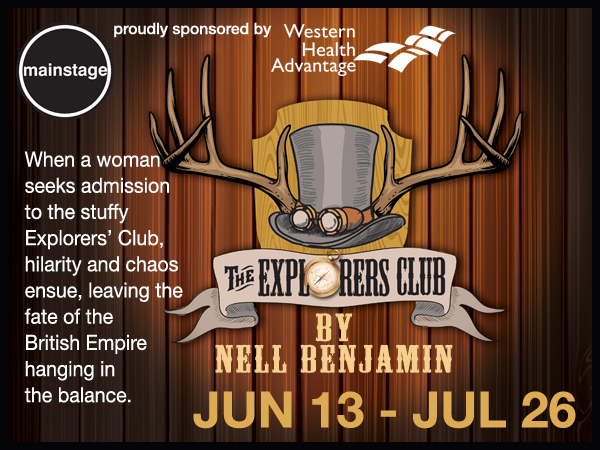 mainstage
proudly sponsored by
Western
Health
Advantage
When a woman
seeks admission
to the stuffy
Explorers' Club,
hilarity and chaos
ensue, leaving the
fate of the
British Empire
hanging in
the balance.
THE EXPLORERS CLUB
BY
NELL BENJAMIN
JUN 13 - JUL 26